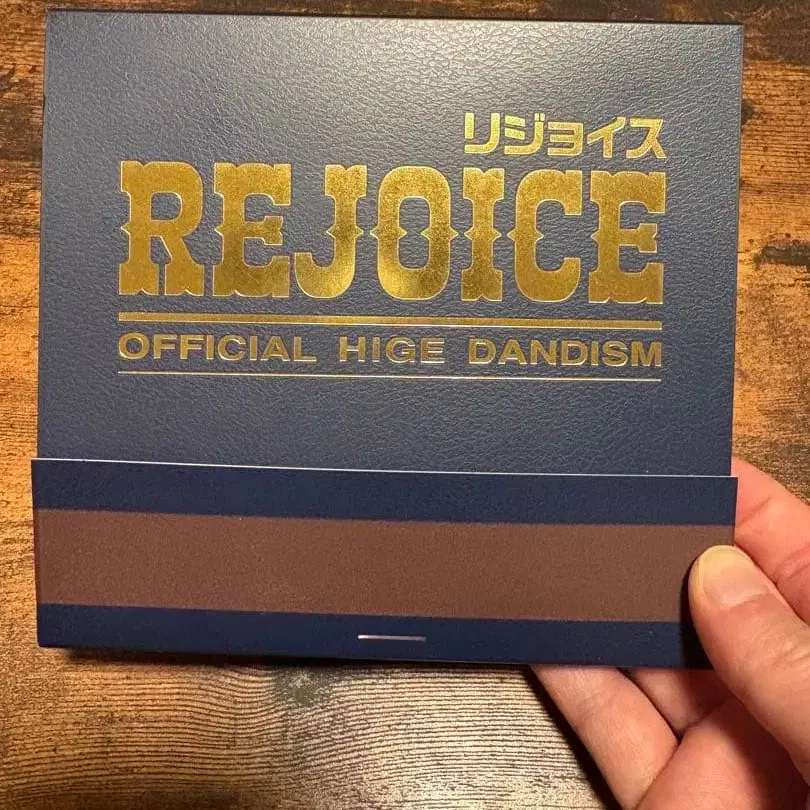 リジョイス
REJOICE
OFFICIAL HIGE DANDISM